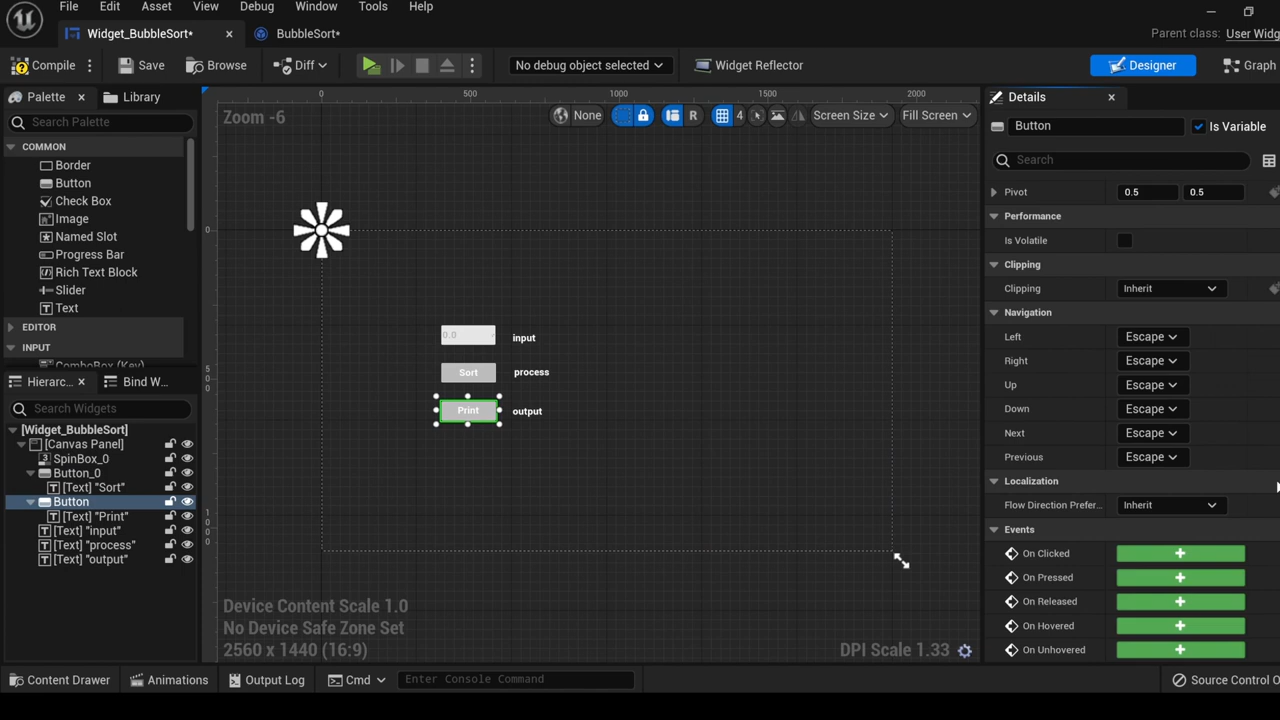 File Edit Asset View Debug Window Tools Help
Widget_BubbleSort* BubbleSort*
Parent class: User Widg
Compile Save Browse Diff No debug object selected Widget Reflector Designer Graph
Palette Library
Search Palette
COMMON
Border
Button
Check Box
Image
Named Slot
Progress Bar
Rich Text Block
Slider
Text
EDITOR
INPUT
ComboBox (Key)
Hierarc... Bind W...
Search Widgets
[Widget_BubbleSort]
[Canvas Panel]
SpinBox_0
Button_0
[Text] "Sort"
Button
[Text] "Print"
[Text] "input"
[Text] "process"
[Text] "output"
0 500 1000 1500 2000
Zoom -6
None R 4 Screen Size Fill Screen
0
500
1000
0.0 input
Sort process
Print output
Device Content Scale 1.0
No Device Safe Zone Set
2560 x 1440 (16:9)
DPI Scale 1.33
Details
Button Is Variable
Search
Pivot 0.5 0.5
Performance
Is Volatile
Clipping
Clipping Inherit
Navigation
Left Escape
Right Escape
Up Escape
Down Escape
Next Escape
Previous Escape
Localization
Flow Direction Prefer... Inherit
Events
On Clicked
On Pressed
On Released
On Hovered
On Unhovered
Content Drawer Animations Output Log Cmd Enter Console Command Source Control O